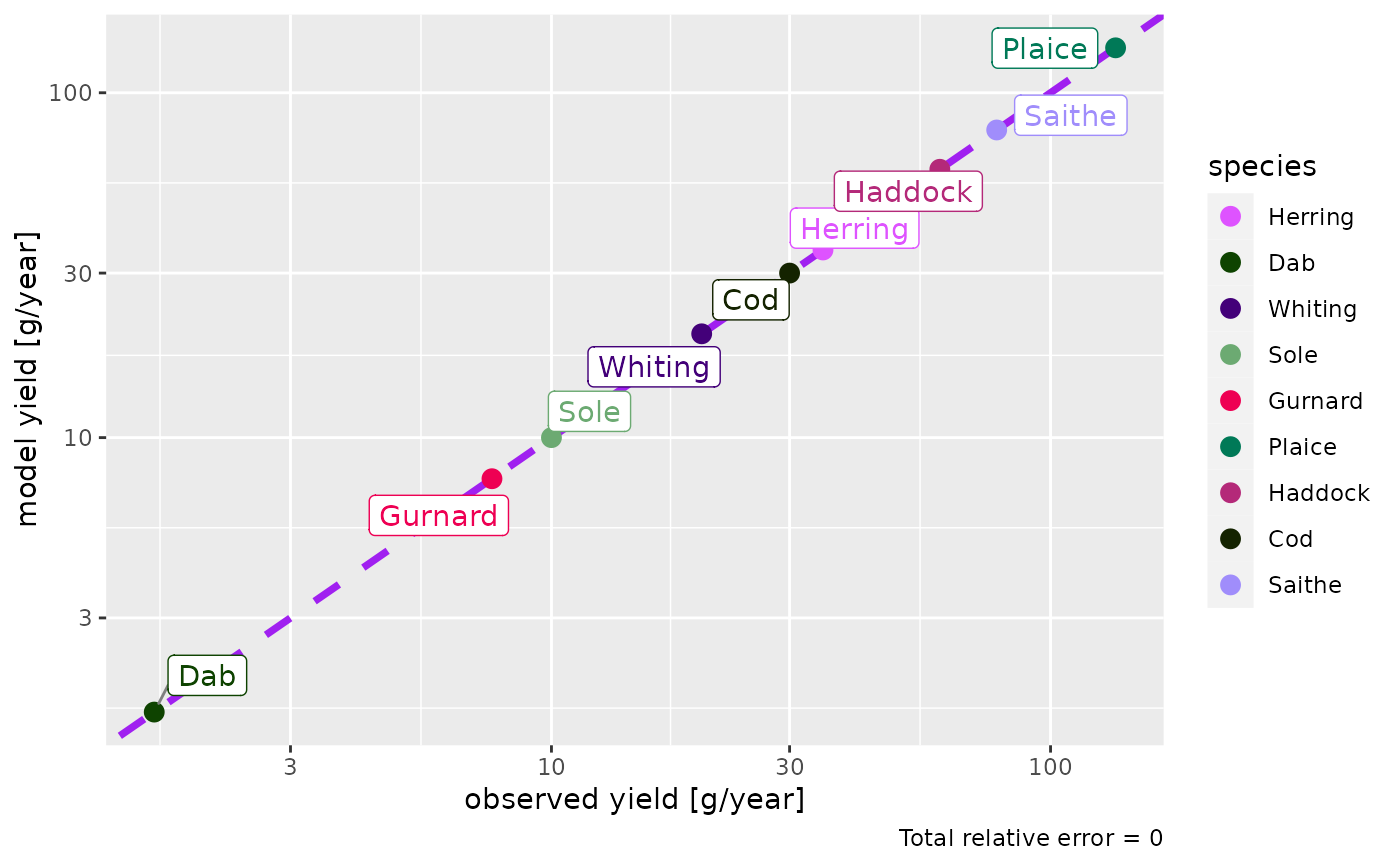 model yield [g/year]
100
30
10
3
Plaice
Saithe
Haddock
Herring
Cod
Whiting
Sole
Gurnard
Dab
3
10
30
100
observed yield [g/year]
Total relative error = 0
species
Herring
Dab
Whiting
Sole
Gurnard
Plaice
Haddock
Cod
Saithe